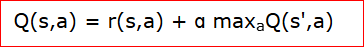 Q(s,a) = r(s,a) + α maxₐQ(s',a)